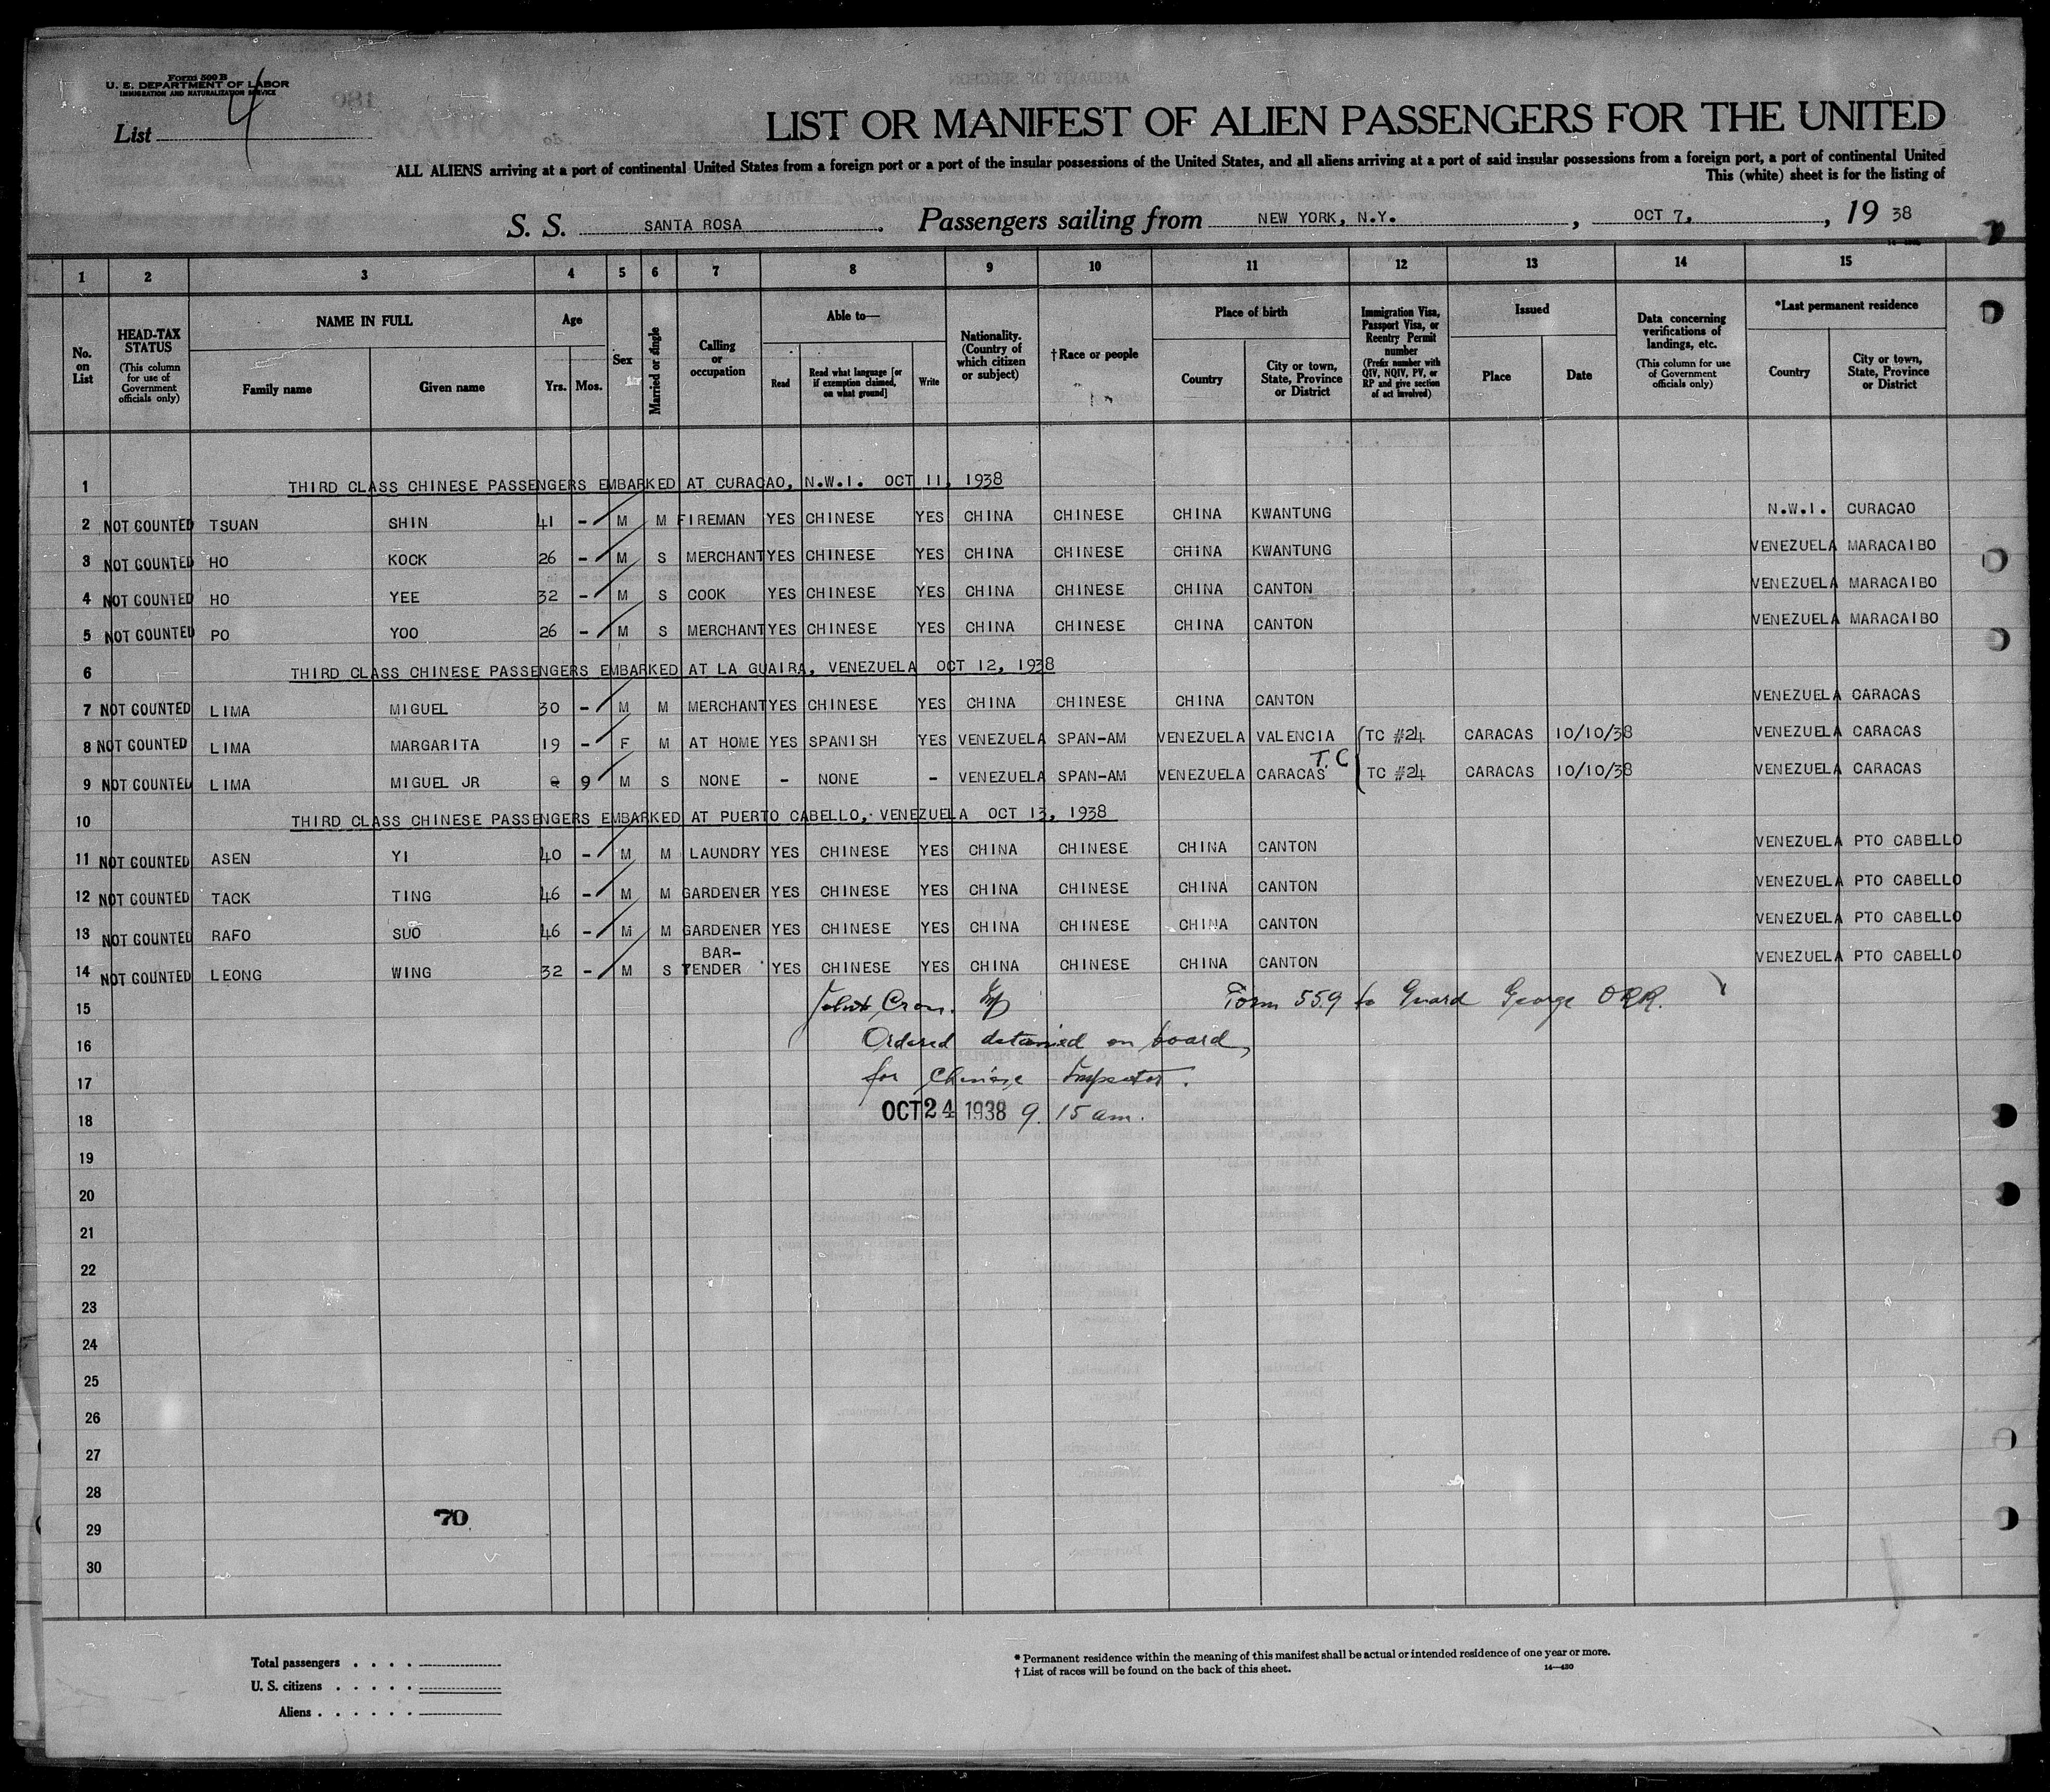 Form 500 B
U. S. DEPARTMENT OF LABOR
IMMIGRATION AND NATURALIZATION SERVICE
List 4
180
LIST OR MANIFEST OF ALIEN PASSENGERS FOR THE UNITED
ALL ALIENS arriving at a port of continental United States from a foreign port or a port of the insular possessions of the United States, and all aliens arriving at a port of said insular possessions from a foreign port, a port of continental United
This (white) sheet is for the listing of
S. S. SANTA ROSA. Passengers sailing from NEW YORK, N.Y., OCT 7, , 19 38
1 2 3 4 5 6 7 8 9 10 11 12 13 14 15
No. on List
HEAD-TAX STATUS (This column for use of Government officials only)
NAME IN FULL Family name Given name
Age Yrs. Mos.
Sex
Married or single
Calling or occupation
Able to— Read Read what language [or if exemption claimed, on what ground] Write
Nationality. (Country of which citizen or subject)
†Race or people
Place of birth Country City or town, State, Province or District
Immigration Visa, Passport Visa, or Reentry Permit number (Prefix number with QIV, NQIV, PV, or RP and give section of act involved)
Issued Place Date
Data concerning verifications of landings, etc. (This column for use of Government officials only)
*Last permanent residence Country City or town, State, Province or District
1 THIRD CLASS CHINESE PASSENGERS EMBARKED AT CURACAO, N.W.I. OCT 11, 1938
2 NOT COUNTED TSUAN SHIN 41 - M M FIREMAN YES CHINESE YES CHINA CHINESE CHINA KWANTUNG N.W.I. CURACAO
3 NOT COUNTED HO KOCK 26 - M S MERCHANT YES CHINESE YES CHINA CHINESE CHINA KWANTUNG VENEZUELA MARACAIBO
4 NOT COUNTED HO YEE 32 - M S COOK YES CHINESE YES CHINA CHINESE CHINA CANTON VENEZUELA MARACAIBO
5 NOT COUNTED PO YOO 26 - M S MERCHANT YES CHINESE YES CHINA CHINESE CHINA CANTON VENEZUELA MARACAIBO
6 THIRD CLASS CHINESE PASSENGERS EMBARKED AT LA GUAIRA, VENEZUELA OCT 12, 1938
7 NOT COUNTED LIMA MIGUEL 30 - M M MERCHANT YES CHINESE YES CHINA CHINESE CHINA CANTON VENEZUELA CARACAS
8 NOT COUNTED LIMA MARGARITA 19 - F M AT HOME YES SPANISH YES VENEZUELA SPAN-AM VENEZUELA VALENCIA TC #24 CARACAS 10/10/38 VENEZUELA CARACAS
T.C
9 NOT COUNTED LIMA MIGUEL JR 9 M S NONE - NONE - VENEZUELA SPAN-AM VENEZUELA CARACAS TC #24 CARACAS 10/10/38 VENEZUELA CARACAS
10 THIRD CLASS CHINESE PASSENGERS EMBARKED AT PUERTO CABELLO, VENEZUELA OCT 13, 1938
11 NOT COUNTED ASEN YI 40 - M M LAUNDRY YES CHINESE YES CHINA CHINESE CHINA CANTON VENEZUELA PTO CABELLO
12 NOT COUNTED TACK TING 46 - M M GARDENER YES CHINESE YES CHINA CHINESE CHINA CANTON VENEZUELA PTO CABELLO
13 NOT COUNTED RAFO SUO 46 - M M GARDENER YES CHINESE YES CHINA CHINESE CHINA CANTON VENEZUELA PTO CABELLO
14 NOT COUNTED LEONG WING 32 - M S BAR-TENDER YES CHINESE YES CHINA CHINESE CHINA CANTON VENEZUELA PTO CABELLO
15 Form 559 to Guard George ORR.
16 Ordered detained on board,
17 for Chinese Inspector.
18 OCT 24 1938 9.15 am.
19
20
21
22
23
24
25
26
27
28
70
29
30
Total passengers . . . .
U. S. citizens . . . . .
Aliens . . . . . .
* Permanent residence within the meaning of this manifest shall be actual or intended residence of one year or more.
† List of races will be found on the back of this sheet.
14—430